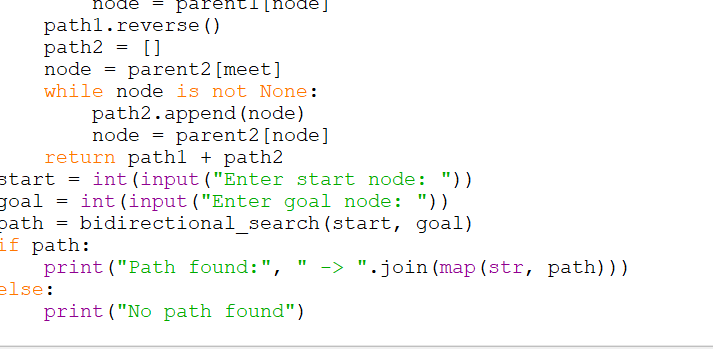 node = parent1[node]
    path1.reverse()
    path2 = []
    node = parent2[meet]
    while node is not None:
        path2.append(node)
        node = parent2[node]
    return path1 + path2
start = int(input("Enter start node: "))
goal = int(input("Enter goal node: "))
path = bidirectional_search(start, goal)
if path:
    print("Path found:", " -> ".join(map(str, path)))
else:
    print("No path found")